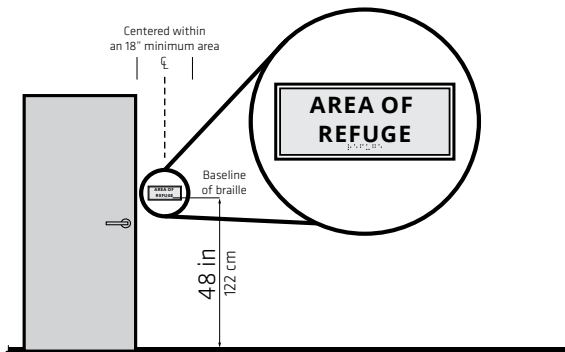 Centered within
an 18" minimum area
℄
AREA OF
REFUGE
⠗⠑⠋⠥⠛⠑
AREA OF
REFUGE
Baseline
of braille
48 in
122 cm